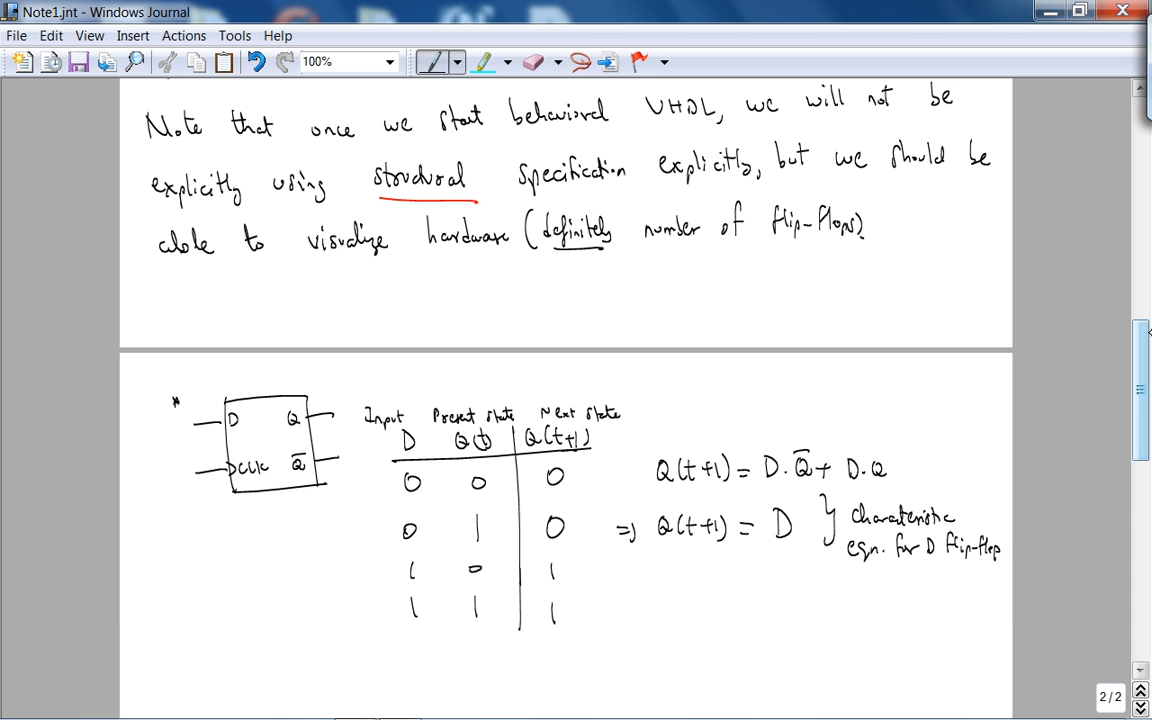 Note1.jnt - Windows Journal
File Edit View Insert Actions Tools Help
100%
Note that once we start behavioral VHDL, we will not be
explicitly using structural specification explicitly, but we should be
able to visualize hardware (definitely number of flip-flops).
* D Q
CLK Q̅
Input Present state Next state
D Q(t) Q(t+1)
0 0 0
0 1 0
1 0 1
1 1 1
Q(t+1) = D.Q̅ + D.Q
=> Q(t+1) = D } characteristic
eqn. for D flip-flop
2 / 2